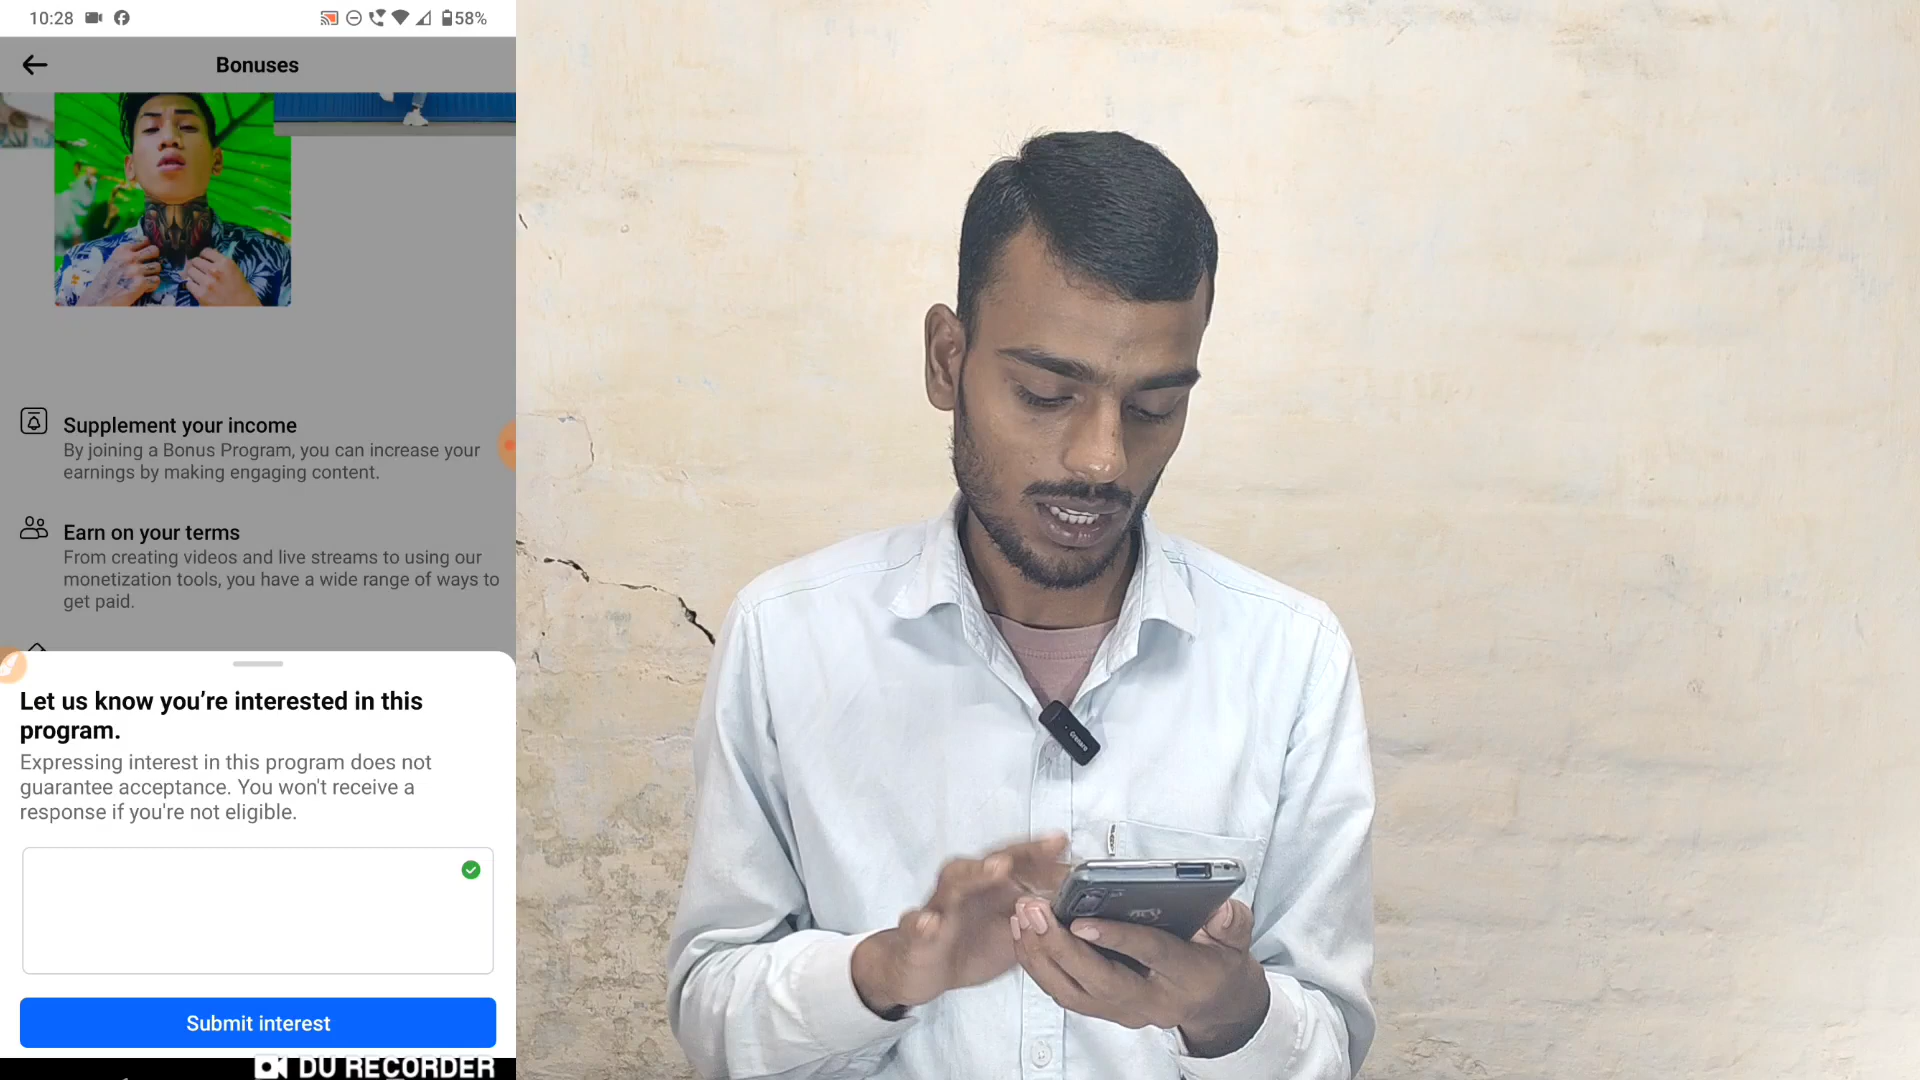 10:28
58%
Bonuses
Supplement your income
By joining a Bonus Program, you can increase your
earnings by making engaging content.
Earn on your terms
From creating videos and live streams to using our
monetization tools, you have a wide range of ways to
get paid.
Let us know you’re interested in this
program.
Expressing interest in this program does not
guarantee acceptance. You won't receive a
response if you're not eligible.
Submit interest
DU RECORDER
Grenaro